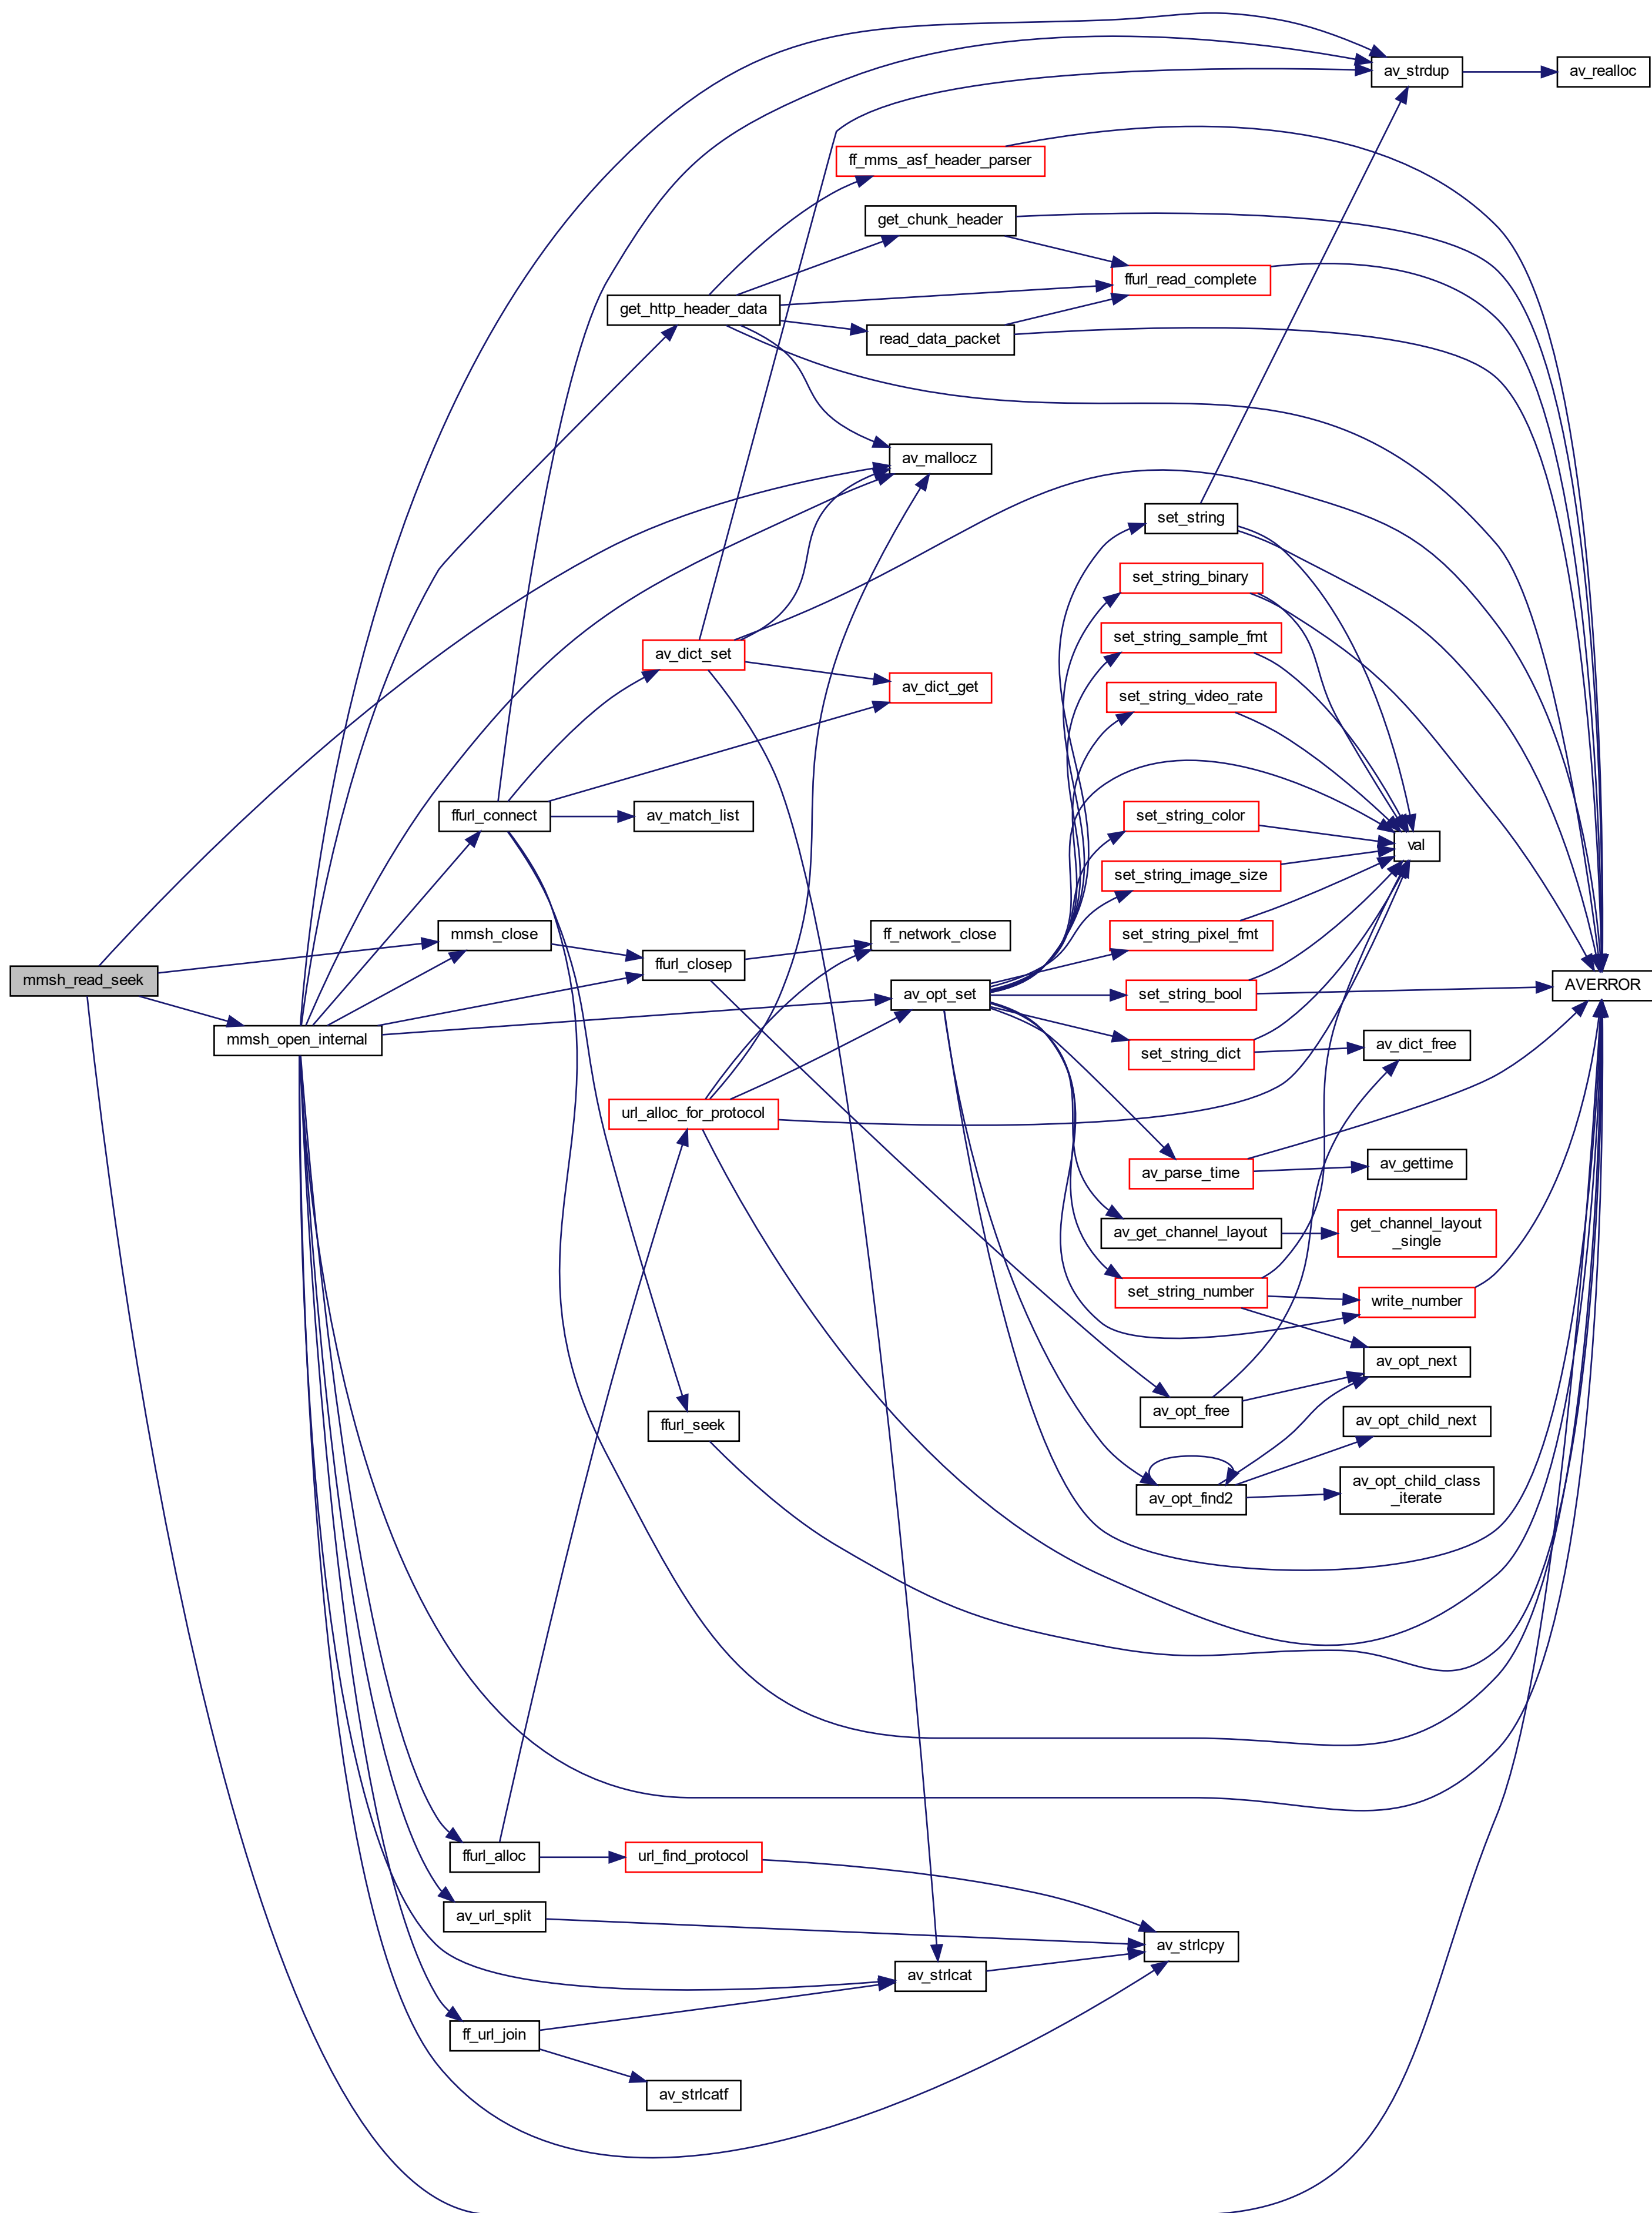 av_strdup
av_realloc
ff_mms_asf_header_parser
get_chunk_header
ffurl_read_complete
get_http_header_data
read_data_packet
av_mallocz
set_string
set_string_binary
set_string_sample_fmt
av_dict_set
av_dict_get
set_string_video_rate
ffurl_connect
av_match_list
set_string_color
val
set_string_image_size
mmsh_close
ff_network_close
set_string_pixel_fmt
ffurl_closep
mmsh_read_seek
av_opt_set
set_string_bool
AVERROR
mmsh_open_internal
set_string_dict
av_dict_free
url_alloc_for_protocol
av_parse_time
av_gettime
av_get_channel_layout
get_channel_layout
_single
set_string_number
write_number
av_opt_next
av_opt_free
ffurl_seek
av_opt_child_next
av_opt_find2
av_opt_child_class
_iterate
ffurl_alloc
url_find_protocol
av_url_split
av_strlcpy
av_strlcat
ff_url_join
av_strlcatf